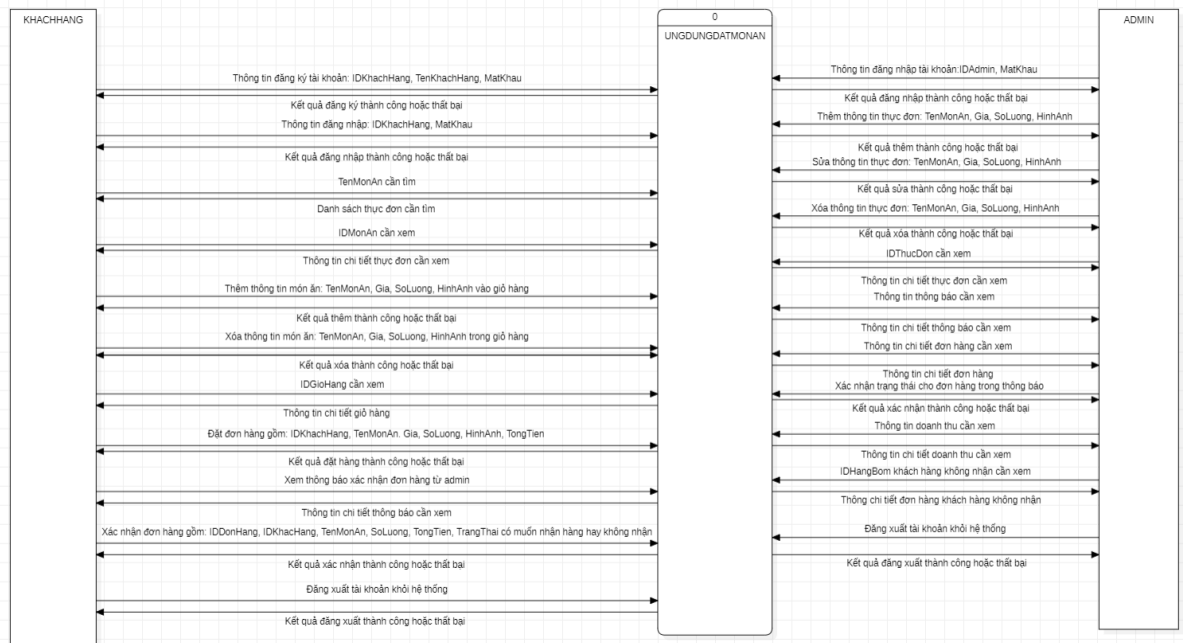 KHACHHANG
0
UNGDUNGDATMONAN
ADMIN
Thông tin đăng ký tài khoản: IDKhachHang, TenKhachHang, MatKhau
Kết quả đăng ký thành công hoặc thất bại
Thông tin đăng nhập: IDKhachHang, MatKhau
Kết quả đăng nhập thành công hoặc thất bại
TenMonAn cần tìm
Danh sách thực đơn cần tìm
IDMonAn cần xem
Thông tin chi tiết thực đơn cần xem
Thêm thông tin món ăn: TenMonAn, Gia, SoLuong, HinhAnh vào giỏ hàng
Kết quả thêm thành công hoặc thất bại
Xóa thông tin món ăn: TenMonAn, Gia, SoLuong, HinhAnh trong giỏ hàng
Kết quả xóa thành công hoặc thất bại
IDGioHang cần xem
Thông tin chi tiết giỏ hàng
Đặt đơn hàng gồm: IDKhachHang, TenMonAn. Gia, SoLuong, HinhAnh, TongTien
Kết quả đặt hàng thành công hoặc thất bại
Xem thông báo xác nhận đơn hàng từ admin
Thông tin chi tiết thông báo cần xem
Xác nhận đơn hàng gồm: IDDonHang, IDKhacHang, TenMonAn, SoLuong, TongTien, TrangThai có muốn nhận hàng hay không nhận
Kết quả xác nhận thành công hoặc thất bại
Đăng xuất tài khoản khỏi hệ thống
Kết quả đăng xuất thành công hoặc thất bại
Thông tin đăng nhập tài khoản:IDAdmin, MatKhau
Kết quả đăng nhập thành công hoặc thất bại
Thêm thông tin thực đơn: TenMonAn, Gia, SoLuong, HinhAnh
Kết quả thêm thành công hoặc thất bại
Sửa thông tin thực đơn: TenMonAn, Gia, SoLuong, HinhAnh
Kết quả sửa thành công hoặc thất bại
Xóa thông tin thực đơn: TenMonAn, Gia, SoLuong, HinhAnh
Kết quả xóa thành công hoặc thất bại
IDThucDon cần xem
Thông tin chi tiết thực đơn cần xem
Thông tin thông báo cần xem
Thông tin chi tiết thông báo cần xem
Thông tin chi tiết đơn hàng cần xem
Thông tin chi tiết đơn hàng
Xác nhận trạng thái cho đơn hàng trong thông báo
Kết quả xác nhận thành công hoặc thất bại
Thông tin doanh thu cần xem
Thông tin chi tiết doanh thu cần xem
IDHangBom khách hàng không nhận cần xem
Thông chi tiết đơn hàng khách hàng không nhận
Đăng xuất tài khoản khỏi hệ thống
Kết quả đăng xuất thành công hoặc thất bại